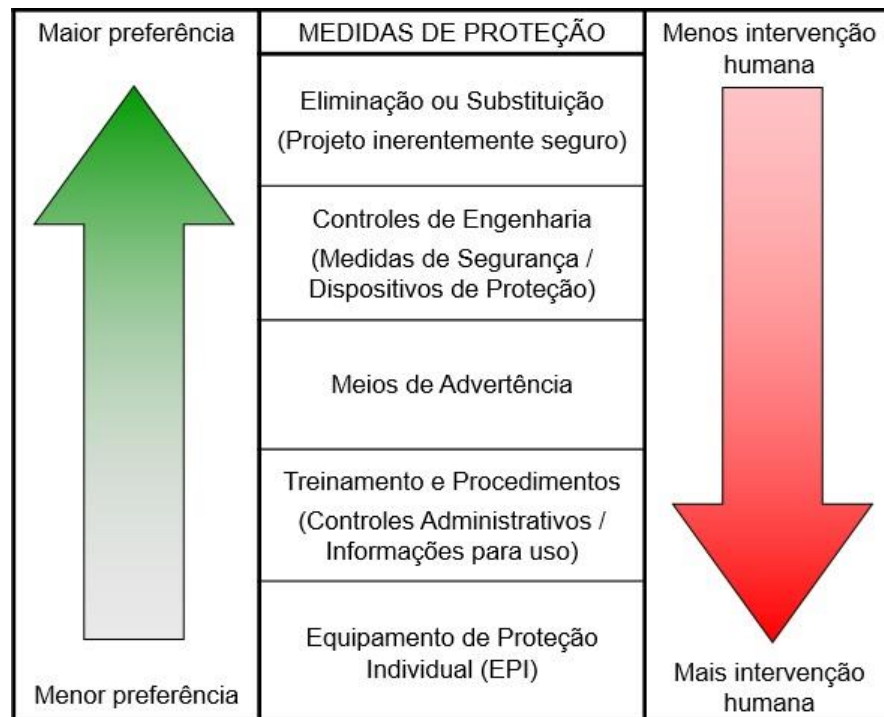 Maior preferência
MEDIDAS DE PROTEÇÃO
Menos intervenção
humana
Eliminação ou Substituição
(Projeto inerentemente seguro)
Controles de Engenharia
(Medidas de Segurança /
Dispositivos de Proteção)
Meios de Advertência
Treinamento e Procedimentos
(Controles Administrativos /
Informações para uso)
Equipamento de Proteção
Individual (EPI)
Menor preferência
Mais intervenção
humana